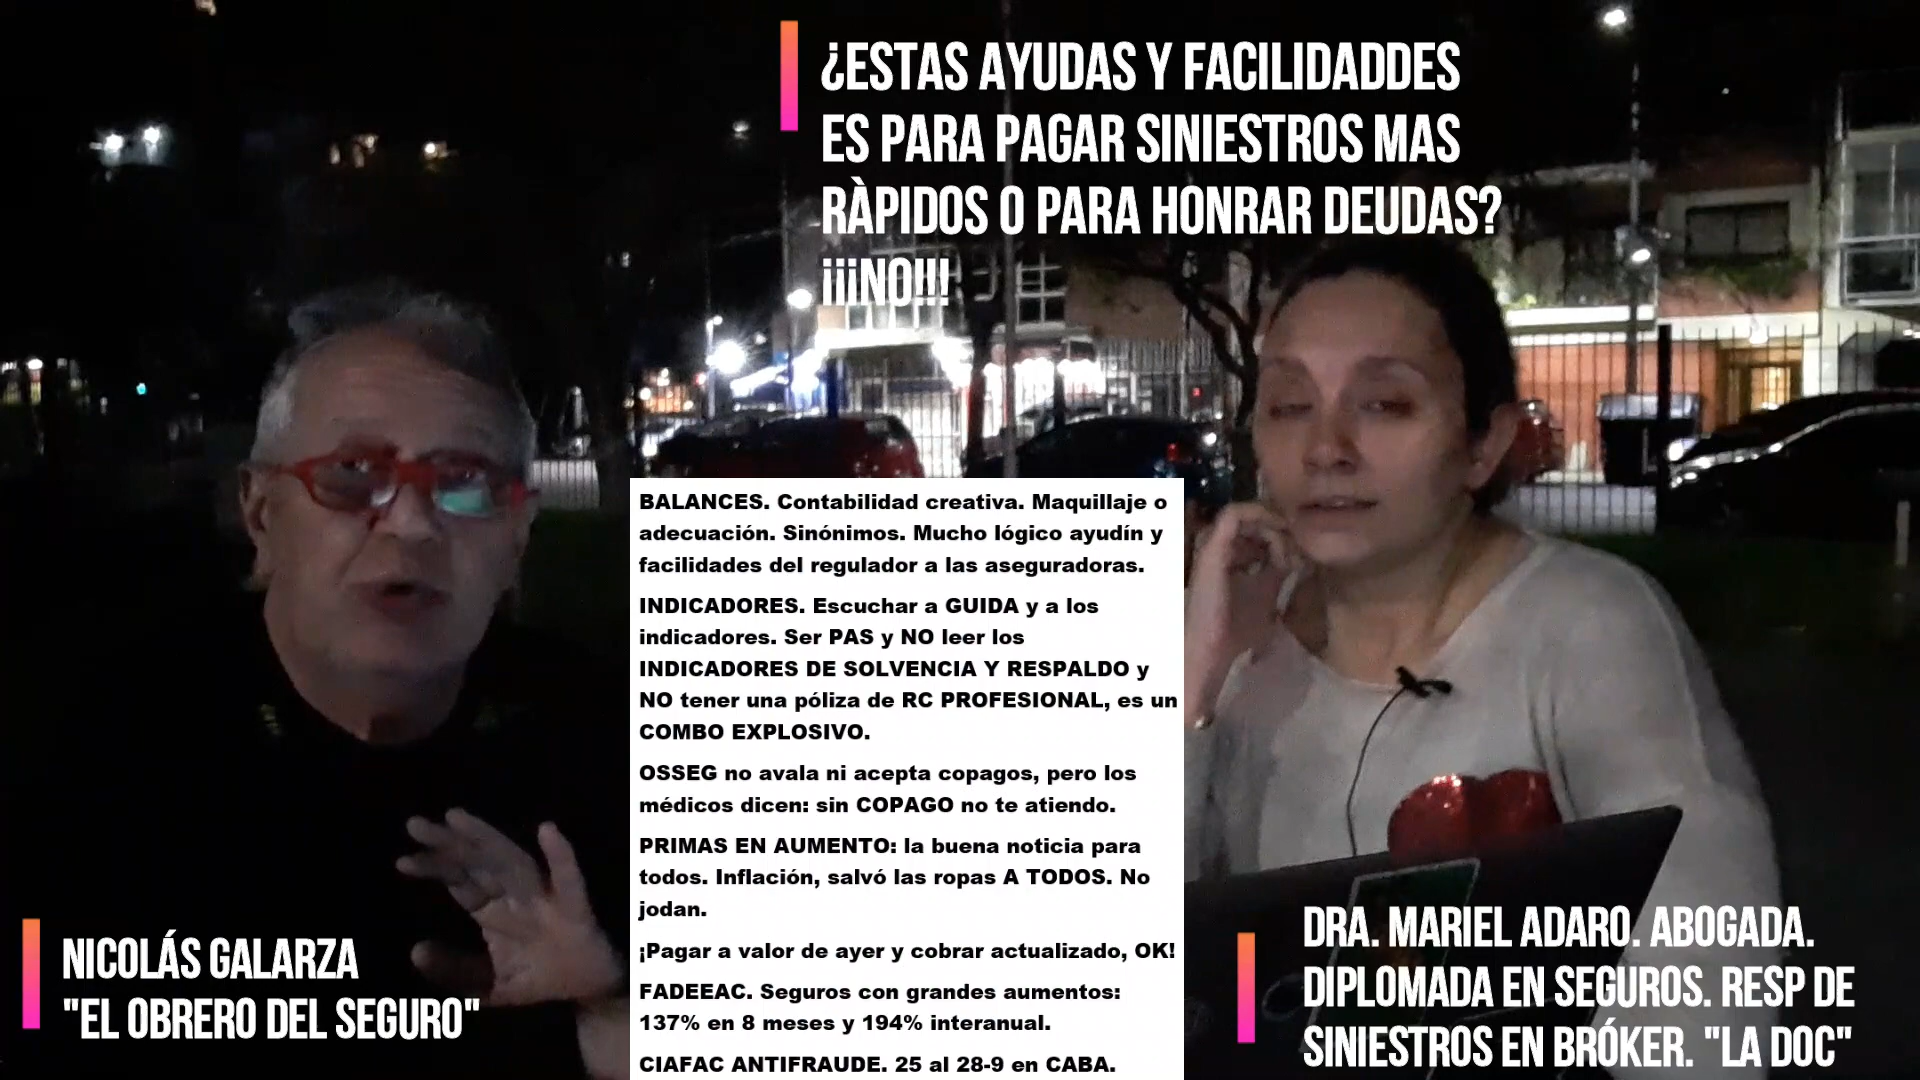 ¿ESTAS AYUDAS Y FACILIDADDES
ES PARA PAGAR SINIESTROS MAS
RÀPIDOS O PARA HONRAR DEUDAS?
¡¡¡NO!!!
BALANCES. Contabilidad creativa. Maquillaje o
adecuación. Sinónimos. Mucho lógico ayudín y
facilidades del regulador a las aseguradoras.
INDICADORES. Escuchar a GUIDA y a los
indicadores. Ser PAS y NO leer los
INDICADORES DE SOLVENCIA Y RESPALDO y
NO tener una póliza de RC PROFESIONAL, es un
COMBO EXPLOSIVO.
OSSEG no avala ni acepta copagos, pero los
médicos dicen: sin COPAGO no te atiendo.
PRIMAS EN AUMENTO: la buena noticia para
todos. Inflación, salvó las ropas A TODOS. No
jodan.
¡Pagar a valor de ayer y cobrar actualizado, OK!
FADEEAC. Seguros con grandes aumentos:
137% en 8 meses y 194% interanual.
CIAFAC ANTIFRAUDE. 25 al 28-9 en CABA.
NICOLÁS GALARZA
"EL OBRERO DEL SEGURO"
DRA. MARIEL ADARO. ABOGADA.
DIPLOMADA EN SEGUROS. RESP DE
SINIESTROS EN BRÓKER. "LA DOC"